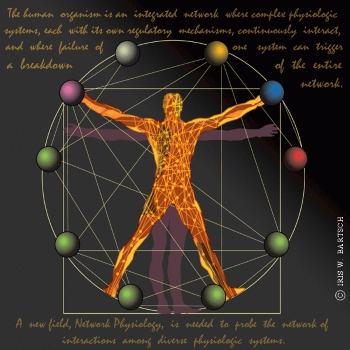 The human organism is an integrated network where complex physiologic
systems, each with its own regulatory mechanisms, continuously interact,
and where failure of one system can trigger
a breakdown of the entire
network.
© IRIS W. BARTSCH
A new field, Network Physiology, is needed to probe the network of
interactions among diverse physiologic systems.